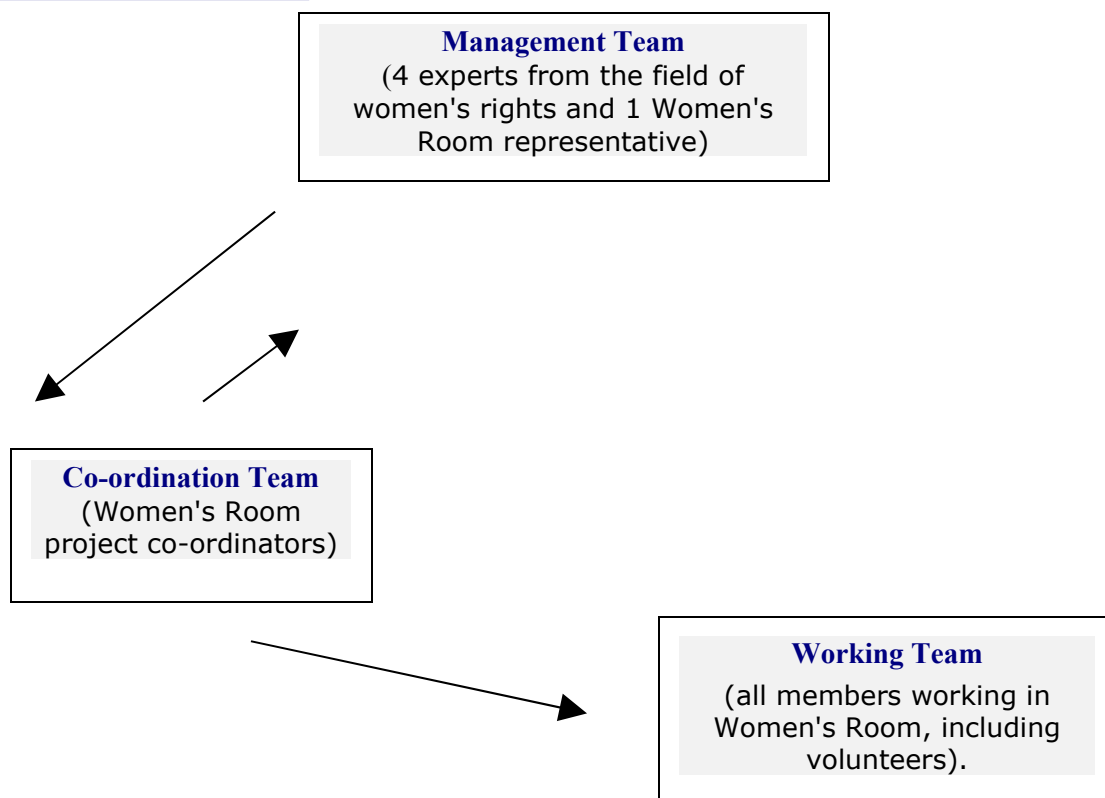 Management Team
(4 experts from the field of
women's rights and 1 Women's
Room representative)
Co-ordination Team
(Women's Room
project co-ordinators)
Working Team
(all members working in
Women's Room, including
volunteers).